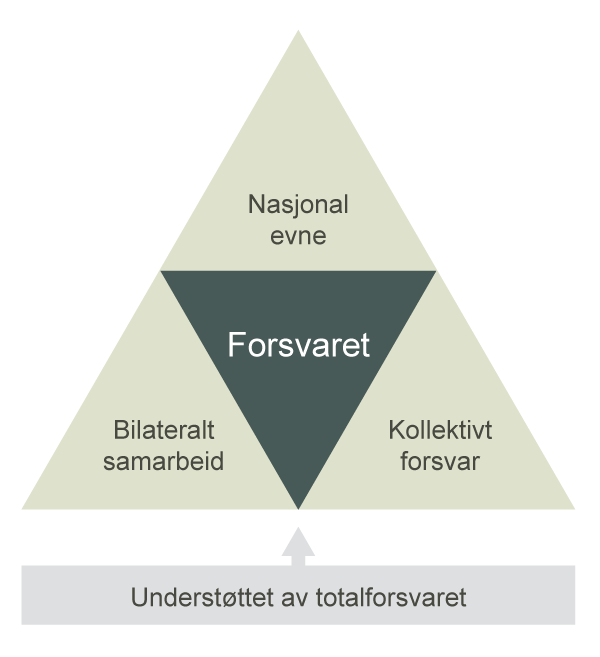 Nasjonal
evne
Forsvaret
Bilateralt
samarbeid
Kollektivt
forsvar
Understøttet av totalforsvaret